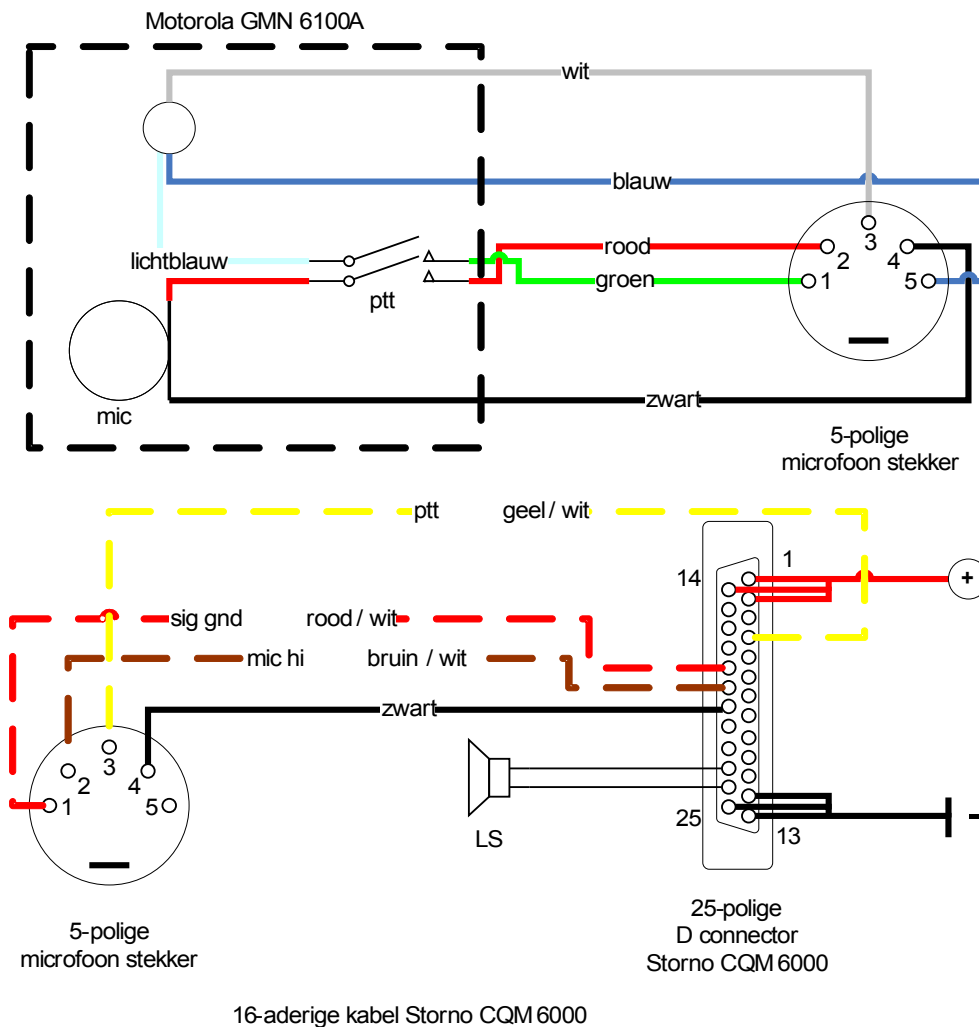 Motorola GMN 6100A
wit
blauw
3
rood
2
4
lichtblauw
groen
1
5
ptt
zwart
mic
5-polige
microfoon stekker
ptt
geel / wit
1
14
+
sig gnd
rood / wit
mic hi
bruin / wit
zwart
3
2
4
1
5
25
13
LS
5-polige
microfoon stekker
25-polige
D connector
Storno CQM 6000
16-aderige kabel Storno CQM 6000